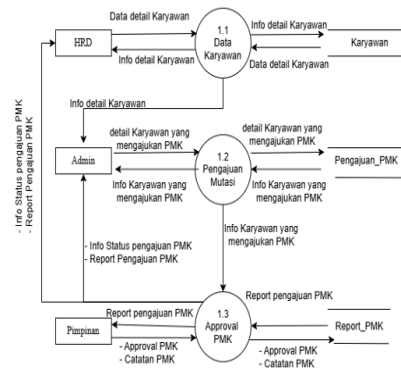 Data detail Karyawan
HRD
Info detail Karyawan
1.1
Data
Karyawan
Info detail Karyawan
Karyawan
Data detail Karyawan
Info detail Karyawan
detail Karyawan yang
mengajukan PMK
Admin
Info Karyawan yang
mengajukan PMK
1.2
Pengajuan
Mutasi
detail Karyawan yang
mengajukan PMK
Pengajuan_PMK
Info Karyawan yang
mengajukan PMK
Info Karyawan yang
mengajukan PMK
- Info Status pengajuan PMK
- Report Pengajuan PMK
- Info Status pengajuan PMK
- Report Pengajuan PMK
Report pengajuan PMK
Pimpinan
- Approval PMK
- Catatan PMK
1.3
Approval
PMK
Report pengajuan PMK
Report_PMK
- Approval PMK
- Catatan PMK